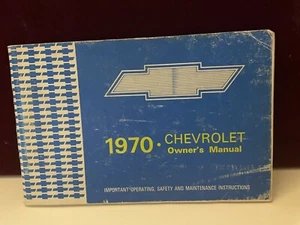 1970 • CHEVROLET
Owner's Manual
IMPORTANT OPERATING, SAFETY AND MAINTENANCE INSTRUCTIONS